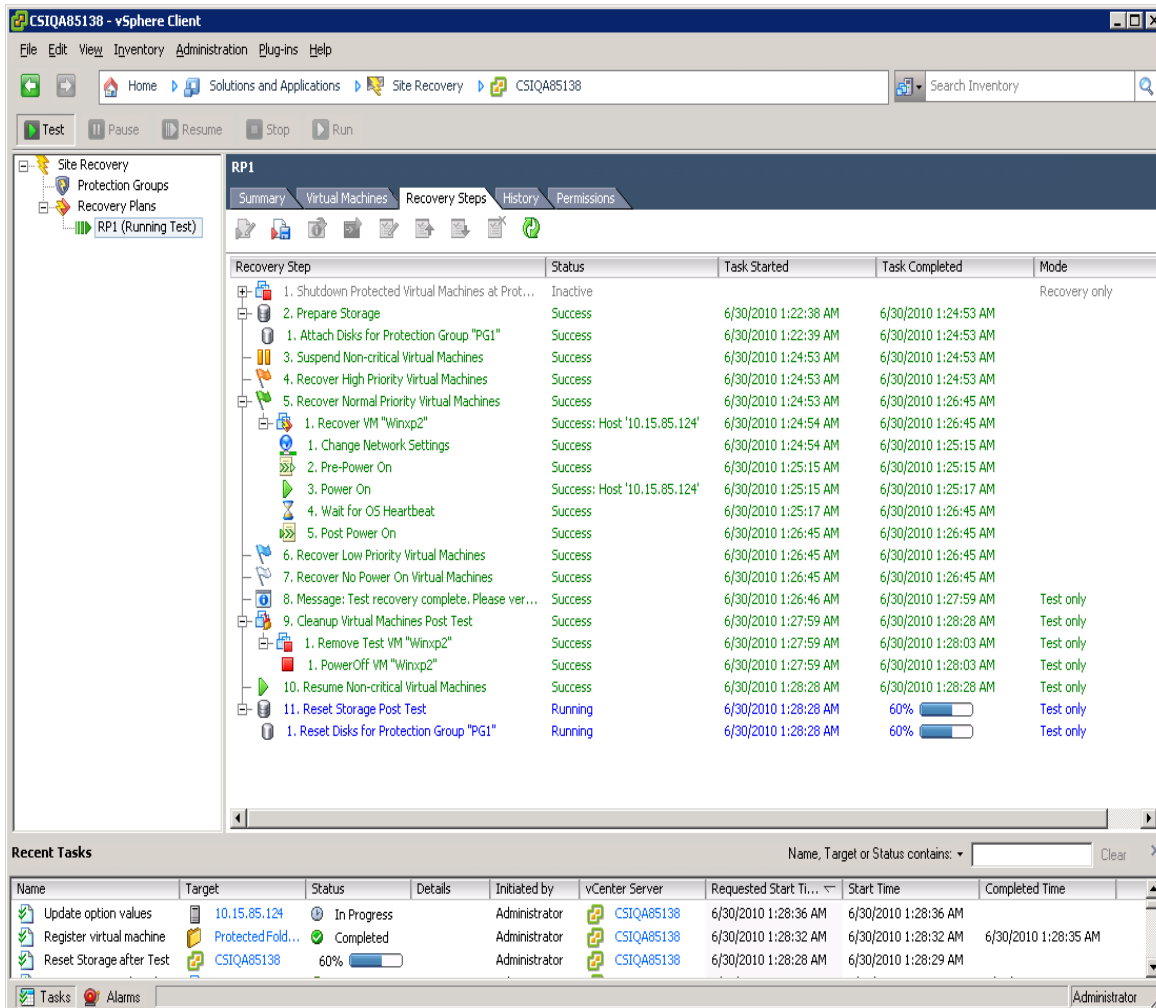 CSIQA85138 - vSphere Client
File Edit View Inventory Administration Plug-ins Help
Home Solutions and Applications Site Recovery CSIQA85138 Search Inventory
Test Pause Resume Stop Run
Site Recovery
Protection Groups
Recovery Plans
RP1 (Running Test)
RP1
Summary Virtual Machines Recovery Steps History Permissions
Recovery Step Status Task Started Task Completed Mode
1. Shutdown Protected Virtual Machines at Prot... Inactive Recovery only
2. Prepare Storage Success 6/30/2010 1:22:38 AM 6/30/2010 1:24:53 AM
1. Attach Disks for Protection Group "PG1" Success 6/30/2010 1:22:39 AM 6/30/2010 1:24:53 AM
3. Suspend Non-critical Virtual Machines Success 6/30/2010 1:24:53 AM 6/30/2010 1:24:53 AM
4. Recover High Priority Virtual Machines Success 6/30/2010 1:24:53 AM 6/30/2010 1:24:53 AM
5. Recover Normal Priority Virtual Machines Success 6/30/2010 1:24:53 AM 6/30/2010 1:26:45 AM
1. Recover VM "Winxp2" Success: Host '10.15.85.124' 6/30/2010 1:24:54 AM 6/30/2010 1:26:45 AM
1. Change Network Settings Success 6/30/2010 1:24:54 AM 6/30/2010 1:25:15 AM
2. Pre-Power On Success 6/30/2010 1:25:15 AM 6/30/2010 1:25:15 AM
3. Power On Success: Host '10.15.85.124' 6/30/2010 1:25:15 AM 6/30/2010 1:25:17 AM
4. Wait for OS Heartbeat Success 6/30/2010 1:25:17 AM 6/30/2010 1:26:45 AM
5. Post Power On Success 6/30/2010 1:26:45 AM 6/30/2010 1:26:45 AM
6. Recover Low Priority Virtual Machines Success 6/30/2010 1:26:45 AM 6/30/2010 1:26:45 AM
7. Recover No Power On Virtual Machines Success 6/30/2010 1:26:45 AM 6/30/2010 1:26:45 AM
8. Message: Test recovery complete. Please ver... Success 6/30/2010 1:26:46 AM 6/30/2010 1:27:59 AM Test only
9. Cleanup Virtual Machines Post Test Success 6/30/2010 1:27:59 AM 6/30/2010 1:28:28 AM Test only
1. Remove Test VM "Winxp2" Success 6/30/2010 1:27:59 AM 6/30/2010 1:28:03 AM Test only
1. PowerOff VM "Winxp2" Success 6/30/2010 1:27:59 AM 6/30/2010 1:28:03 AM Test only
10. Resume Non-critical Virtual Machines Success 6/30/2010 1:28:28 AM 6/30/2010 1:28:28 AM Test only
11. Reset Storage Post Test Running 6/30/2010 1:28:28 AM 60% Test only
1. Reset Disks for Protection Group "PG1" Running 6/30/2010 1:28:28 AM 60% Test only
Recent Tasks Name, Target or Status contains: Clear
Name Target Status Details Initiated by vCenter Server Requested Start Ti... Start Time Completed Time
Update option values 10.15.85.124 In Progress Administrator CSIQA85138 6/30/2010 1:28:36 AM 6/30/2010 1:28:36 AM
Register virtual machine Protected Fold... Completed Administrator CSIQA85138 6/30/2010 1:28:32 AM 6/30/2010 1:28:32 AM 6/30/2010 1:28:35 AM
Reset Storage after Test CSIQA85138 60% Administrator CSIQA85138 6/30/2010 1:28:28 AM 6/30/2010 1:28:29 AM
Tasks Alarms Administrator